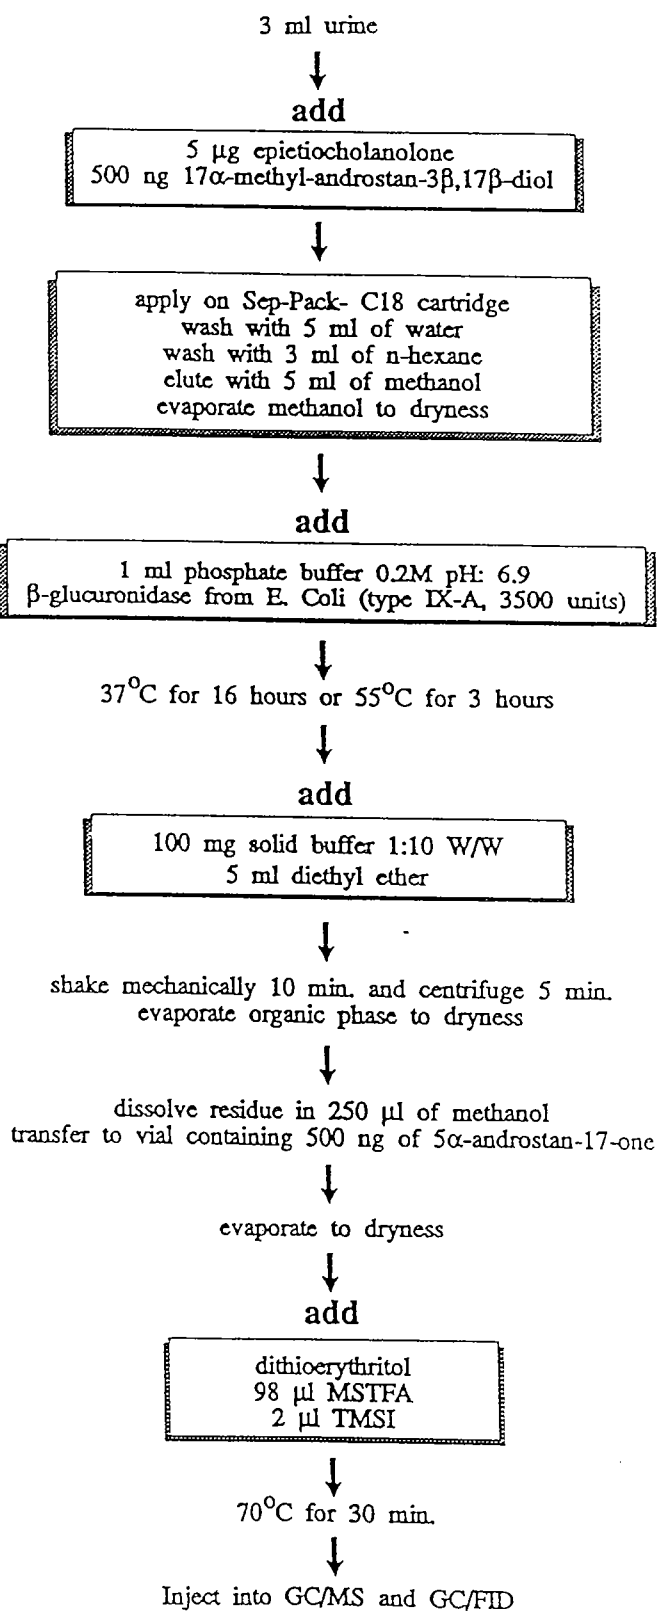 3 ml urine
add
5 µg epietiocholanolone
500 ng 17α-methyl-androstan-3β,17β-diol
apply on Sep-Pack- C18 cartridge
wash with 5 ml of water
wash with 3 ml of n-hexane
elute with 5 ml of methanol
evaporate methanol to dryness
add
1 ml phosphate buffer 0.2M pH: 6.9
β-glucuronidase from E. Coli (type IX-A, 3500 units)
37°C for 16 hours or 55°C for 3 hours
add
100 mg solid buffer 1:10 W/W
5 ml diethyl ether
shake mechanically 10 min. and centrifuge 5 min.
evaporate organic phase to dryness
dissolve residue in 250 µl of methanol
transfer to vial containing 500 ng of 5α-androstan-17-one
evaporate to dryness
add
dithioerythritol
98 µl MSTFA
2 µl TMSI
70°C for 30 min.
Inject into GC/MS and GC/FID